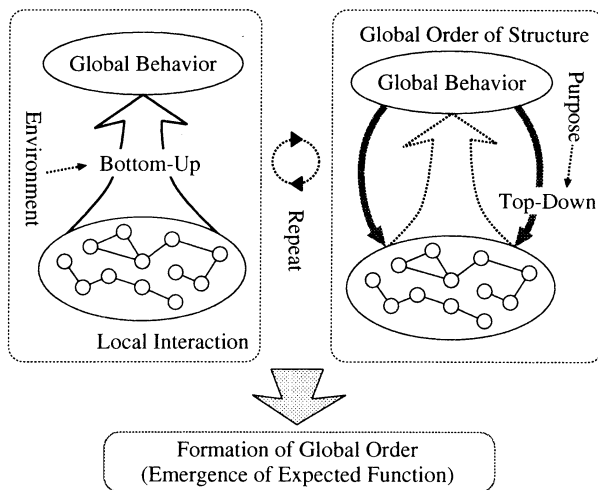 Global Behavior
Environment
Bottom-Up
Local Interaction
Repeat
Global Order of Structure
Global Behavior
Purpose
Top-Down
Formation of Global Order
(Emergence of Expected Function)